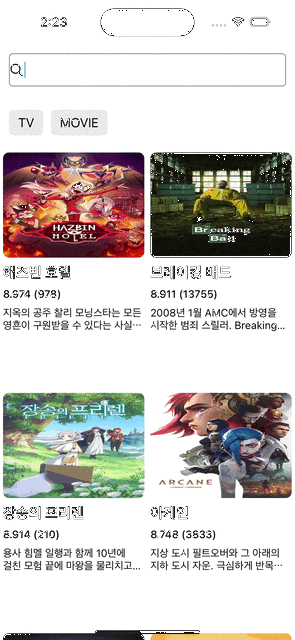 2:23
TV
MOVIE
HAZBIN
HOTEL
Breaking
Bad
해즈빈 호텔
브레이킹 배드
8.974 (978)
8.911 (13755)
지옥의 공주 찰리 모닝스타는 모든
영혼이 구원받을 수 있다는 사실…
2008년 1월 AMC에서 방영을
시작한 범죄 스릴러. Breaking…
장송의 프리렌
ARCANE
장송의 프리렌
아케인
8.914 (210)
8.748 (3833)
용사 힘멜 일행과 함께 10년에
걸친 모험 끝에 마왕을 물리치고…
지상 도시 필트오버와 그 아래의
지하 도시 자운. 극심하게 반목…